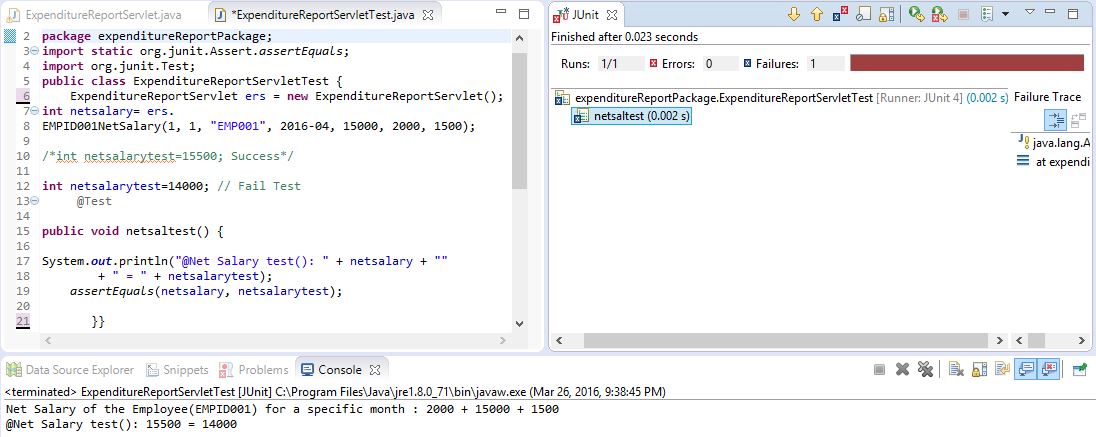 ExpenditureReportServlet.java
*ExpenditureReportServletTest.java
2 package expenditureReportPackage;
3 import static org.junit.Assert.assertEquals;
4 import org.junit.Test;
5 public class ExpenditureReportServletTest {
6 ExpenditureReportServlet ers = new ExpenditureReportServlet();
7 int netsalary= ers.
8 EMPID001NetSalary(1, 1, "EMP001", 2016-04, 15000, 2000, 1500);
9
10 /*int netsalarytest=15500; Success*/
11
12 int netsalarytest=14000; // Fail Test
13 @Test
14
15 public void netsaltest() {
16
17 System.out.println("@Net Salary test(): " + netsalary + ""
18 + " = " + netsalarytest);
19 assertEquals(netsalary, netsalarytest);
20
21 }}
JUnit
Finished after 0.023 seconds
Runs: 1/1 Errors: 0 Failures: 1
expenditureReportPackage.ExpenditureReportServletTest [Runner: JUnit 4] (0.002 s)
netsaltest (0.002 s)
Failure Trace
java.lang.A
at expendi
Data Source Explorer Snippets Problems Console
<terminated> ExpenditureReportServletTest [JUnit] C:\Program Files\Java\jre1.8.0_71\bin\javaw.exe (Mar 26, 2016, 9:38:45 PM)
Net Salary of the Employee(EMPID001) for a specific month : 2000 + 15000 + 1500
@Net Salary test(): 15500 = 14000